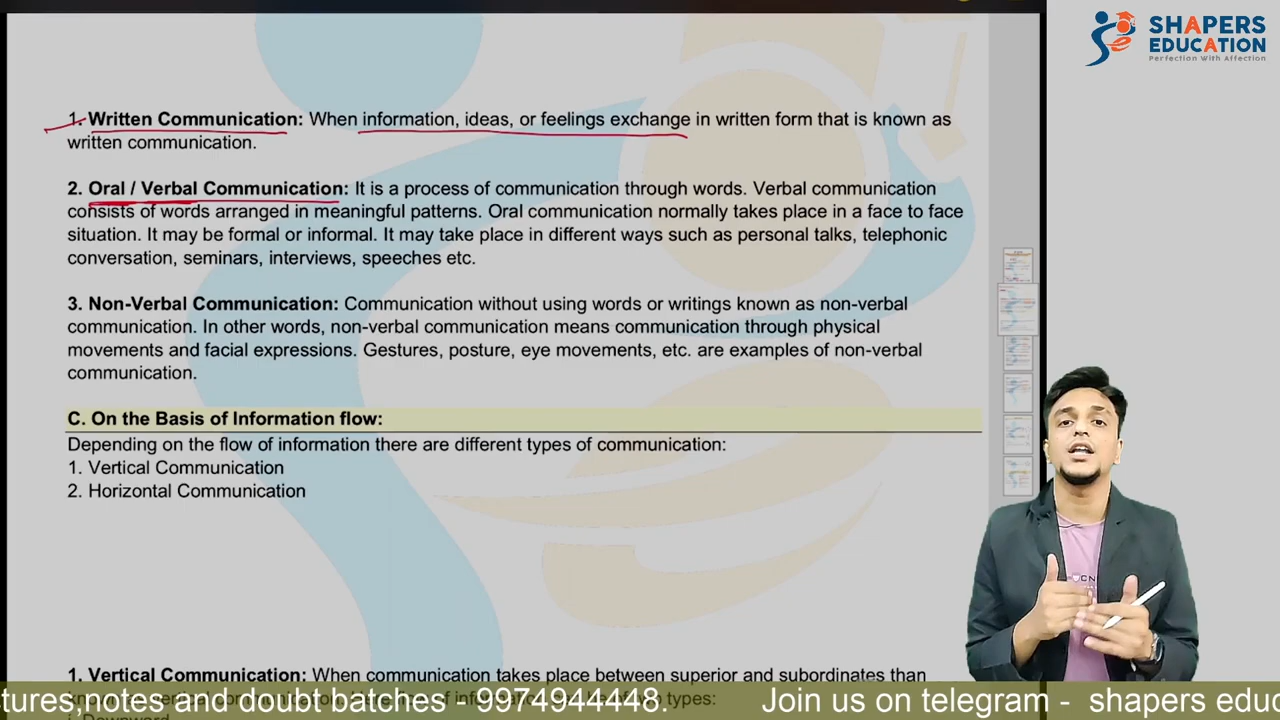 SHAPERS
EDUCATION
Perfection With Affection
1. Written Communication: When information, ideas, or feelings exchange in written form that is known as
written communication.
2. Oral / Verbal Communication: It is a process of communication through words. Verbal communication
consists of words arranged in meaningful patterns. Oral communication normally takes place in a face to face
situation. It may be formal or informal. It may take place in different ways such as personal talks, telephonic
conversation, seminars, interviews, speeches etc.
3. Non-Verbal Communication: Communication without using words or writings known as non-verbal
communication. In other words, non-verbal communication means communication through physical
movements and facial expressions. Gestures, posture, eye movements, etc. are examples of non-verbal
communication.
C. On the Basis of Information flow:
Depending on the flow of information there are different types of communication:
1. Vertical Communication
2. Horizontal Communication
1. Vertical Communication: When communication takes place between superior and subordinates than
types:
tures,notes and doubt batches - 9974944448. Join us on telegram - shapers educ